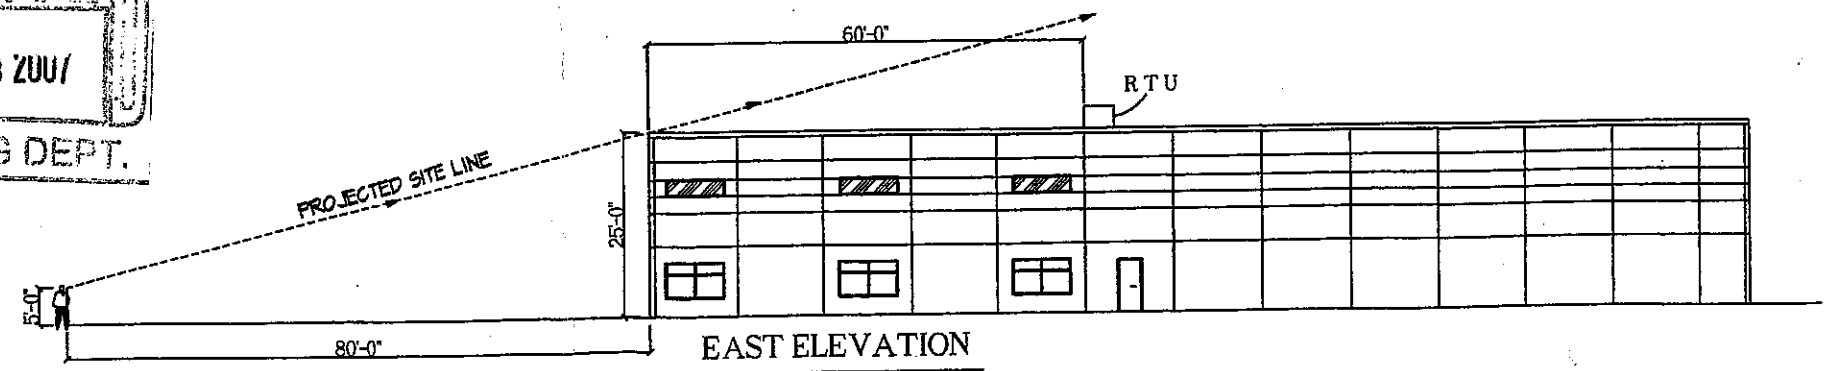 2007
G DEPT.
60'-0"
RTU
PROJECTED SITE LINE
25'-0"
5'-0"
80'-0"
EAST ELEVATION